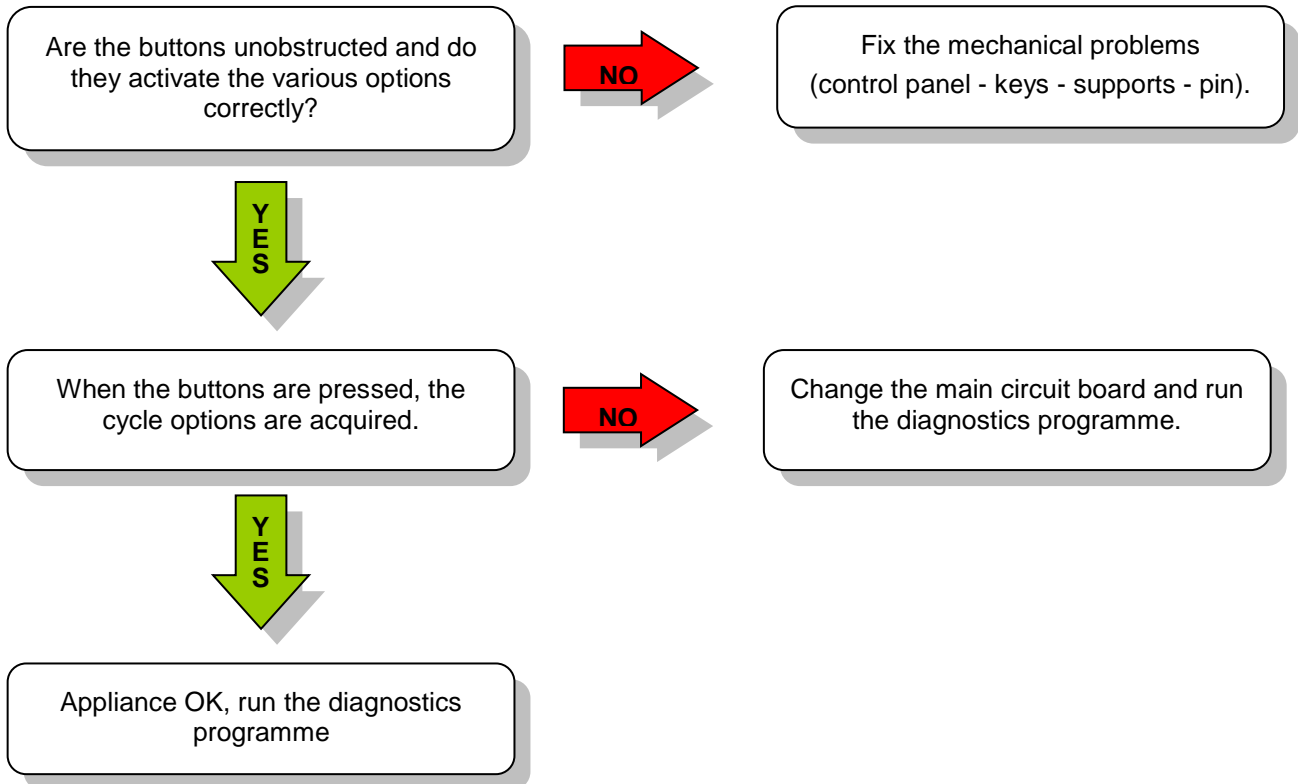 Are the buttons unobstructed and do
they activate the various options
correctly?
NO
Fix the mechanical problems
(control panel - keys - supports - pin).
YES
When the buttons are pressed, the
cycle options are acquired.
NO
Change the main circuit board and run
the diagnostics programme.
YES
Appliance OK, run the diagnostics
programme